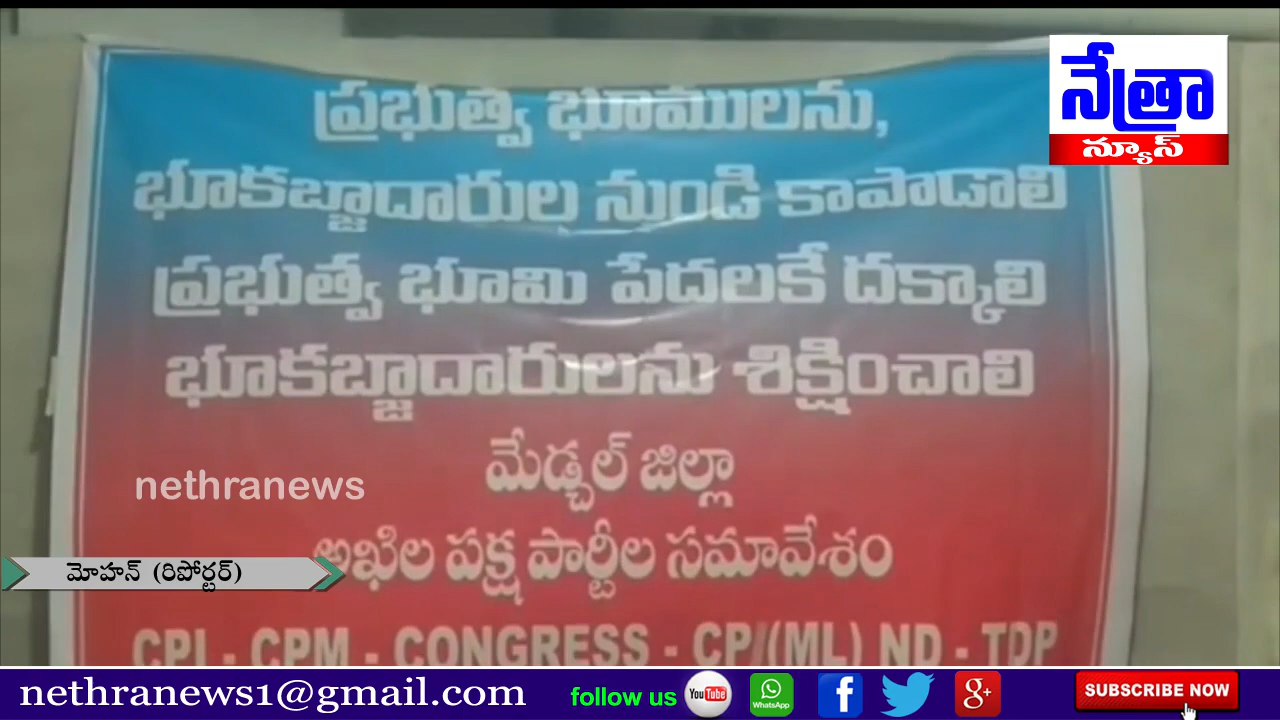 నేత్రా
న్యూస్
ప్రభుత్వ భూములను,
భూకబ్జాదారుల నుండి కాపాడాలి
ప్రభుత్వ భూమి పేదలకే దక్కాలి
భూకబ్జాదారులను శిక్షించాలి
మేడ్చల్ జిల్లా
nethranews
అఖిల పక్ష పార్టీల సమావేశం
మోహన్ (రిపోర్టర్)
CPI - CPM - CONGRESS - CP/(ML) ND - TDP
nethranews1@gmail.com follow us YouTube WhatsApp f g+ SUBSCRIBE NOW